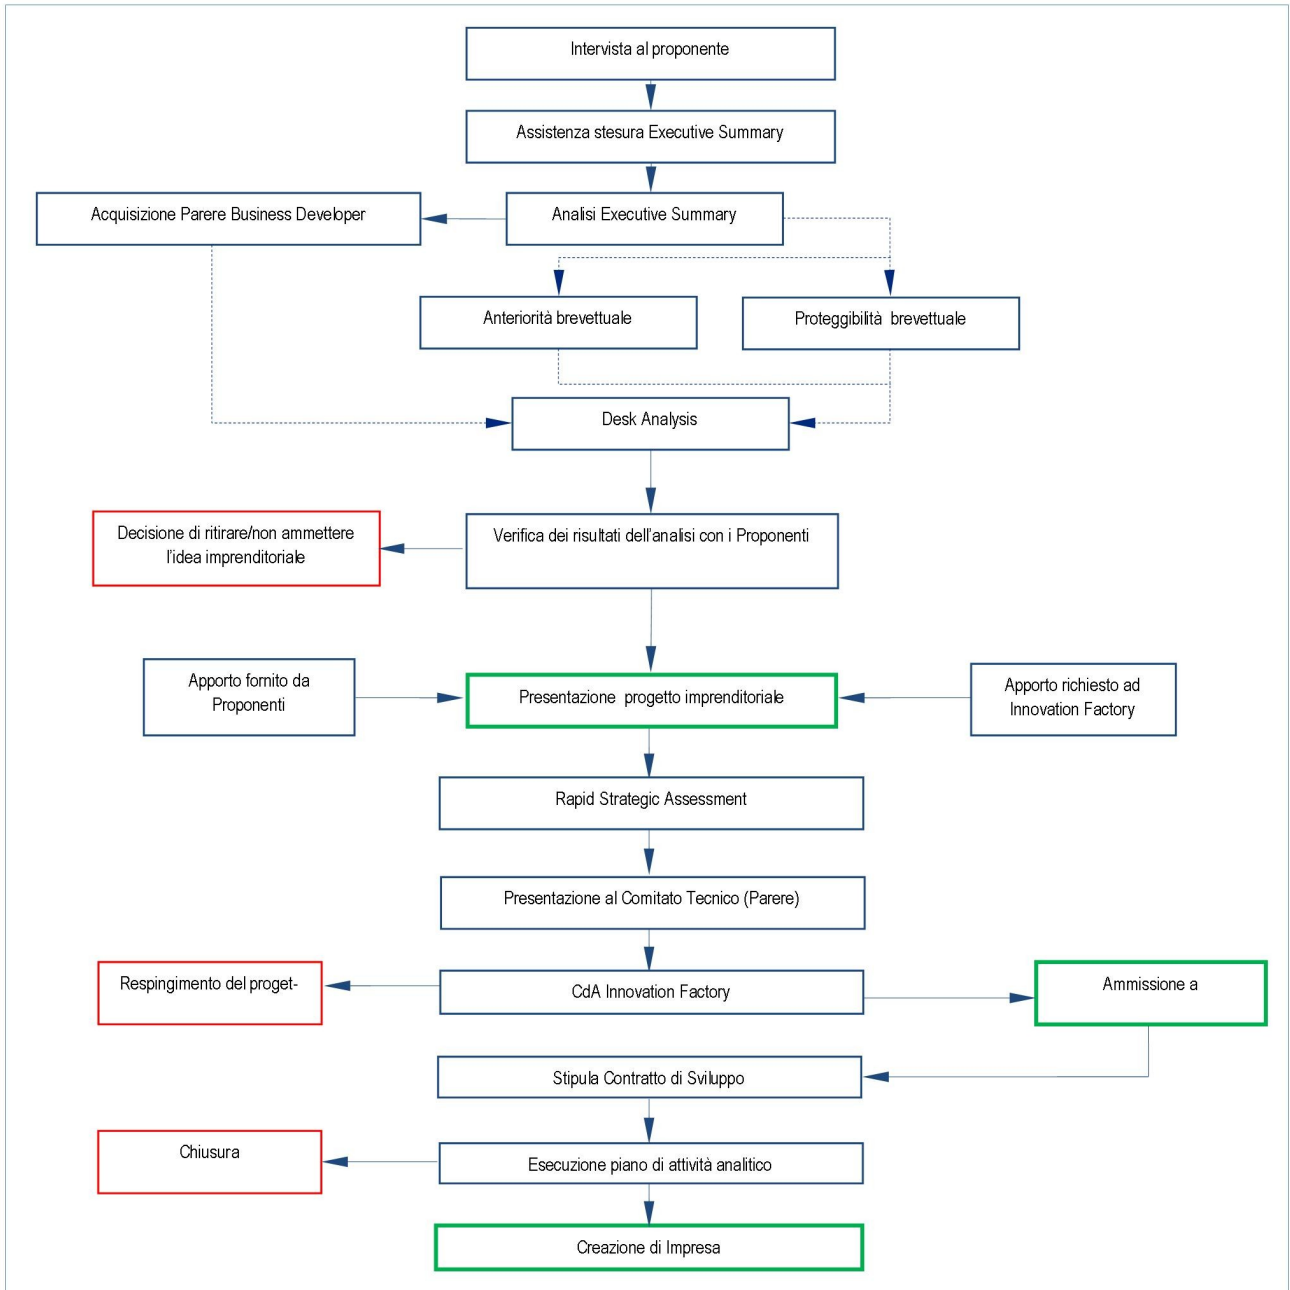 Intervista al proponente
Assistenza stesura Executive Summary
Acquisizione Parere Business Developer
Analisi Executive Summary
Anteriorità brevettuale
Proteggibilità brevettuale
Desk Analysis
Decisione di ritirare/non ammettere
l'idea imprenditoriale
Verifica dei risultati dell'analisi con i Proponenti
Apporto fornito da
Proponenti
Presentazione progetto imprenditoriale
Apporto richiesto ad
Innovation Factory
Rapid Strategic Assessment
Presentazione al Comitato Tecnico (Parere)
Respingimento del proget-
CdA Innovation Factory
Ammissione a
Stipula Contratto di Sviluppo
Chiusura
Esecuzione piano di attività analitico
Creazione di Impresa